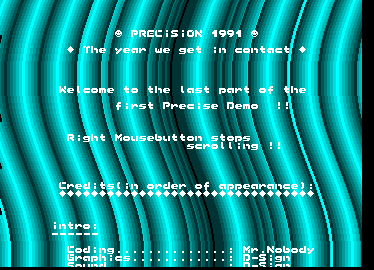 © PRECiSiON 1991 ©
◆ The year we get in contact ◆
Welcome to the last part of the
first Precise Demo !!
Right Mousebutton stops
scrolling !!
Credits(in order of appearance):
◆◆◆◆◆◆◆◆◆◆◆◆◆◆◆◆◆◆◆◆◆◆◆◆◆◆◆◆◆◆◆◆
intro:
------
Coding..............: Mr.Nobody
Graphics............: D.Sign